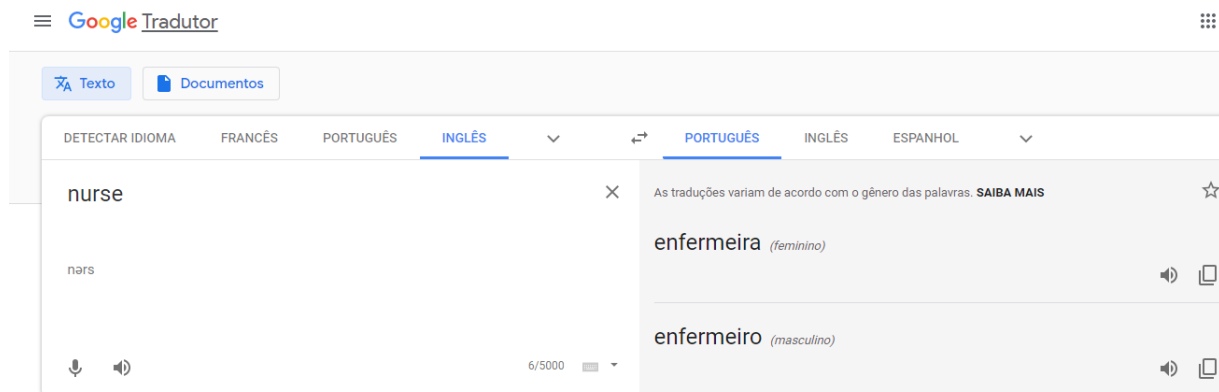 Google Tradutor
Texto
Documentos
DETECTAR IDIOMA FRANCÊS PORTUGUÊS INGLÊS PORTUGUÊS INGLÊS ESPANHOL
nurse
nərs
6/5000
As traduções variam de acordo com o gênero das palavras. SAIBA MAIS
enfermeira (feminino)
enfermeiro (masculino)